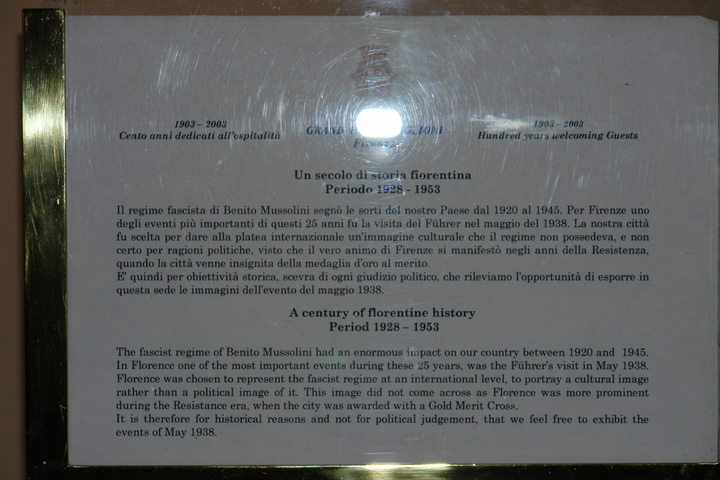 1903 – 2003
Cento anni dedicati all'ospitalità
GRAND
GLIONI
Firenze
1903 – 2003
Hundred years welcoming Guests
Un secolo di storia fiorentina
Periodo 1928 - 1953
Il regime fascista di Benito Mussolini segnò le sorti del nostro Paese dal 1920 al 1945. Per Firenze uno
degli eventi più importanti di questi 25 anni fu la visita del Führer nel maggio del 1938. La nostra città
fu scelta per dare alla platea internazionale un'immagine culturale che il regime non possedeva, e non
certo per ragioni politiche, visto che il vero animo di Firenze si manifestò negli anni della Resistenza,
quando la città venne insignita della medaglia d'oro al merito.
E' quindi per obiettività storica, scevra di ogni giudizio politico, che rileviamo l'opportunità di esporre in
questa sede le immagini dell'evento del maggio 1938.
A century of florentine history
Period 1928 – 1953
The fascist regime of Benito Mussolini had an enormous impact on our country between 1920 and 1945.
In Florence one of the most important events during these 25 years, was the Führer's visit in May 1938.
Florence was chosen to represent the fascist regime at an international level, to portray a cultural image
rather than a political image of it. This image did not come across as Florence was more prominent
during the Resistance era, when the city was awarded with a Gold Merit Cross.
It is therefore for historical reasons and not for political judgement, that we feel free to exhibit the
events of May 1938.